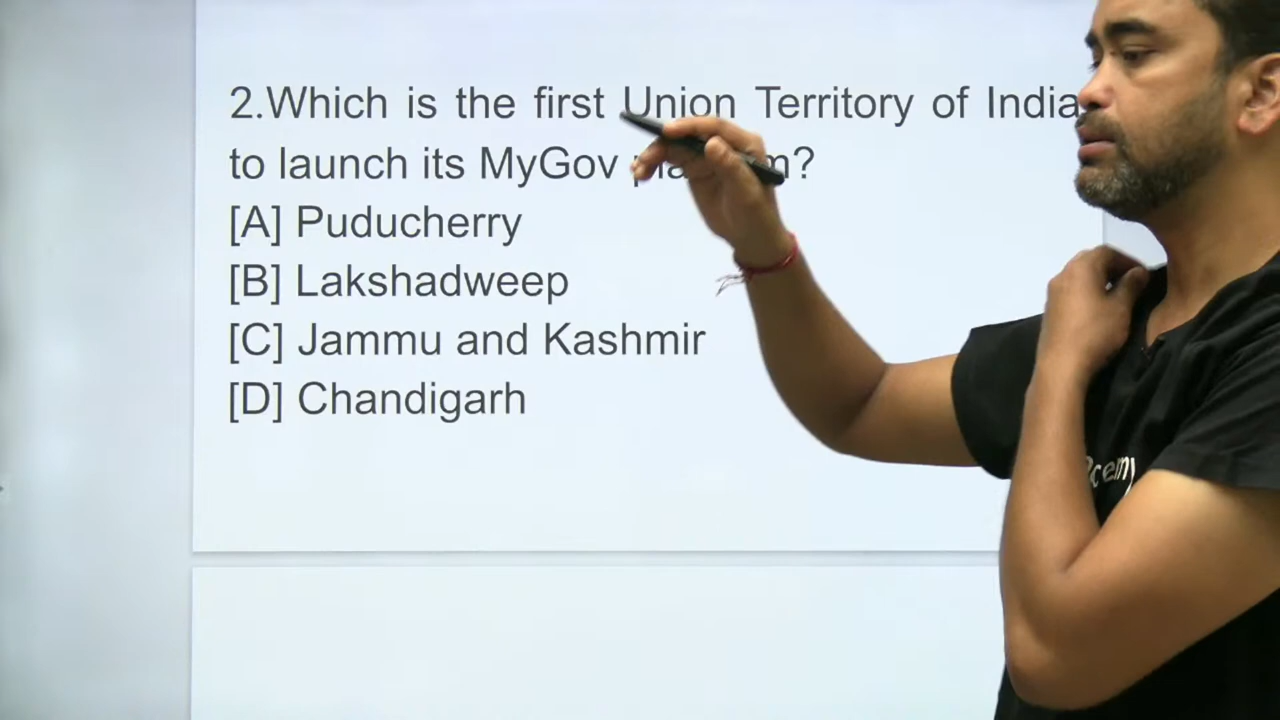 2.Which is the first Union Territory of India
to launch its MyGov
[A] Puducherry
[B] Lakshadweep
[C] Jammu and Kashmir
[D] Chandigarh